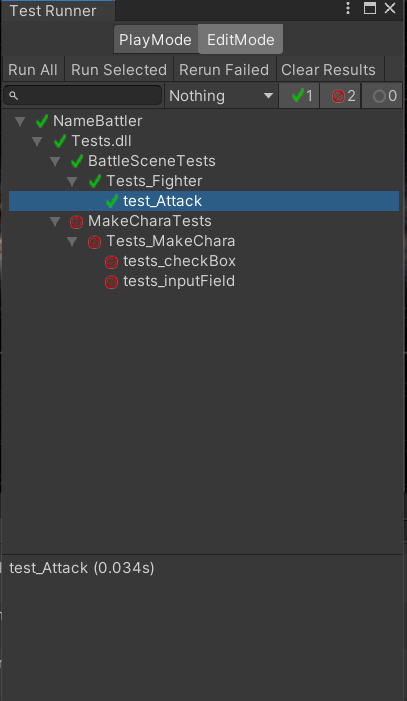 Test Runner
PlayMode EditMode
Run All Run Selected Rerun Failed Clear Results
Nothing 1 2 0
NameBattler
Tests.dll
BattleSceneTests
Tests_Fighter
test_Attack
MakeCharaTests
Tests_MakeChara
tests_checkBox
tests_inputField
test_Attack (0.034s)